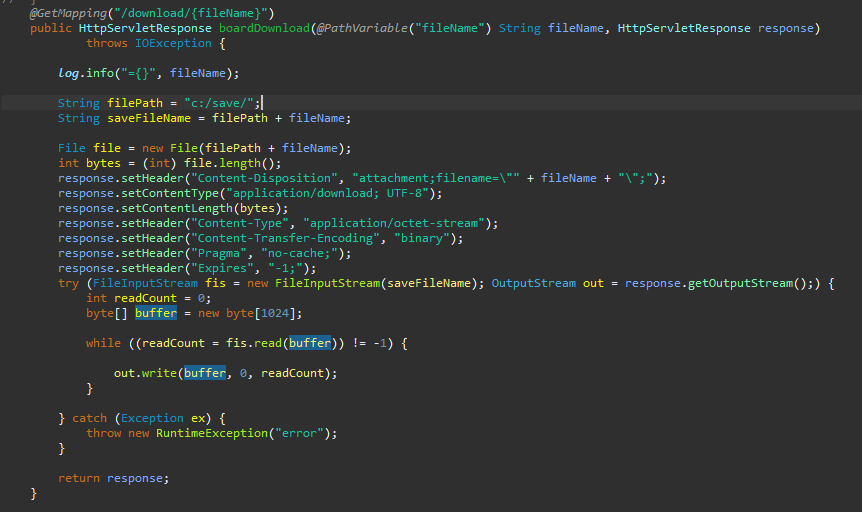 // }
@GetMapping("/download/{fileName}")
public HttpServletResponse boardDownload(@PathVariable("fileName") String fileName, HttpServletResponse response)
        throws IOException {

    log.info("={}", fileName);

    String filePath = "c:/save/";
    String saveFileName = filePath + fileName;

    File file = new File(filePath + fileName);
    int bytes = (int) file.length();
    response.setHeader("Content-Disposition", "attachment;filename=\"" + fileName + "\";");
    response.setContentType("application/download; UTF-8");
    response.setContentLength(bytes);
    response.setHeader("Content-Type", "application/octet-stream");
    response.setHeader("Content-Transfer-Encoding", "binary");
    response.setHeader("Pragma", "no-cache;");
    response.setHeader("Expires", "-1;");
    try (FileInputStream fis = new FileInputStream(saveFileName); OutputStream out = response.getOutputStream();) {
        int readCount = 0;
        byte[] buffer = new byte[1024];

        while ((readCount = fis.read(buffer)) != -1) {

            out.write(buffer, 0, readCount);
        }

    } catch (Exception ex) {
        throw new RuntimeException("error");
    }

    return response;
}